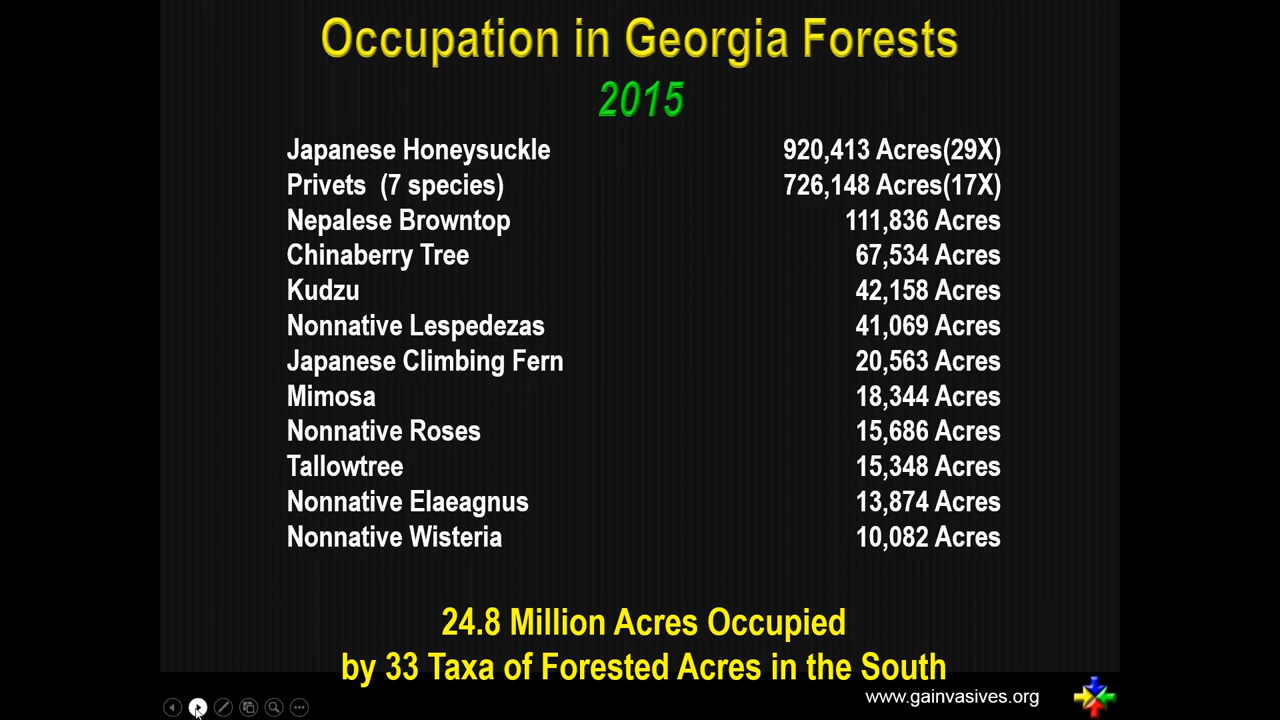 Occupation in Georgia Forests
2015
Japanese Honeysuckle 920,413 Acres(29X)
Privets (7 species) 726,148 Acres(17X)
Nepalese Browntop 111,836 Acres
Chinaberry Tree 67,534 Acres
Kudzu 42,158 Acres
Nonnative Lespedezas 41,069 Acres
Japanese Climbing Fern 20,563 Acres
Mimosa 18,344 Acres
Nonnative Roses 15,686 Acres
Tallowtree 15,348 Acres
Nonnative Elaeagnus 13,874 Acres
Nonnative Wisteria 10,082 Acres
24.8 Million Acres Occupied
by 33 Taxa of Forested Acres in the South
www.gainvasives.org